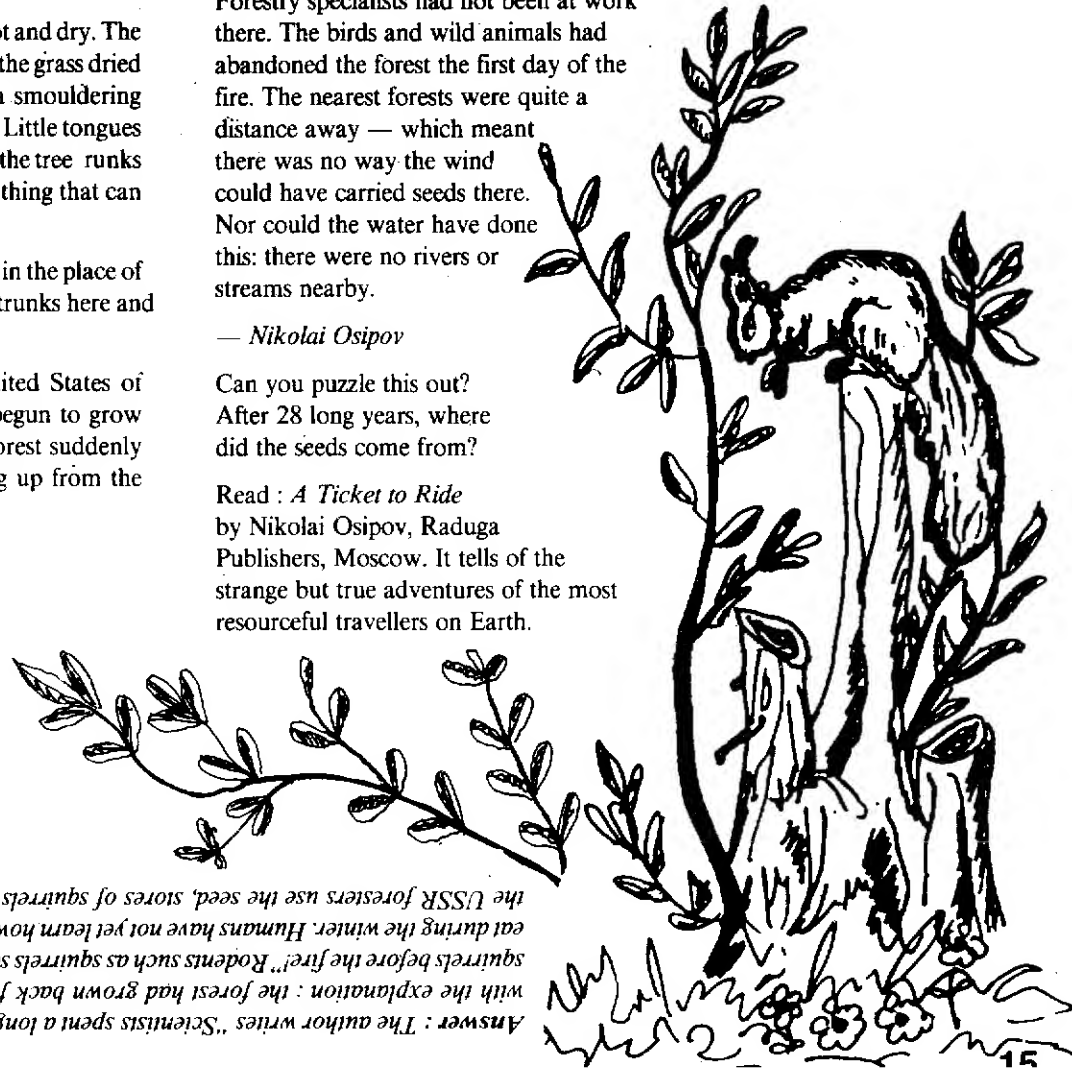 ot and dry. The
the grass dried
smouldering
Little tongues
the tree runks
thing that can
in the place of
trunks here and
ited States of
egun to grow
orest suddenly
g up from the
Forestry specialists had not been at work
there. The birds and wild animals had
abandoned the forest the first day of the
fire. The nearest forests were quite a
distance away — which meant
there was no way the wind
could have carried seeds there.
Nor could the water have done
this: there were no rivers or
streams nearby.
— Nikolai Osipov
Can you puzzle this out?
After 28 long years, where
did the seeds come from?
Read : A Ticket to Ride
by Nikolai Osipov, Raduga
Publishers, Moscow. It tells of the
strange but true adventures of the most
resourceful travellers on Earth.
Answer : The author writes "Scientists spent a long
with the explanation : the forest had grown back f
squirrels before the fire!" Rodents such as squirrels s
eat during the winter. Humans have not yet learn how
the USSR foresters use the seed, stores of squirrels
15